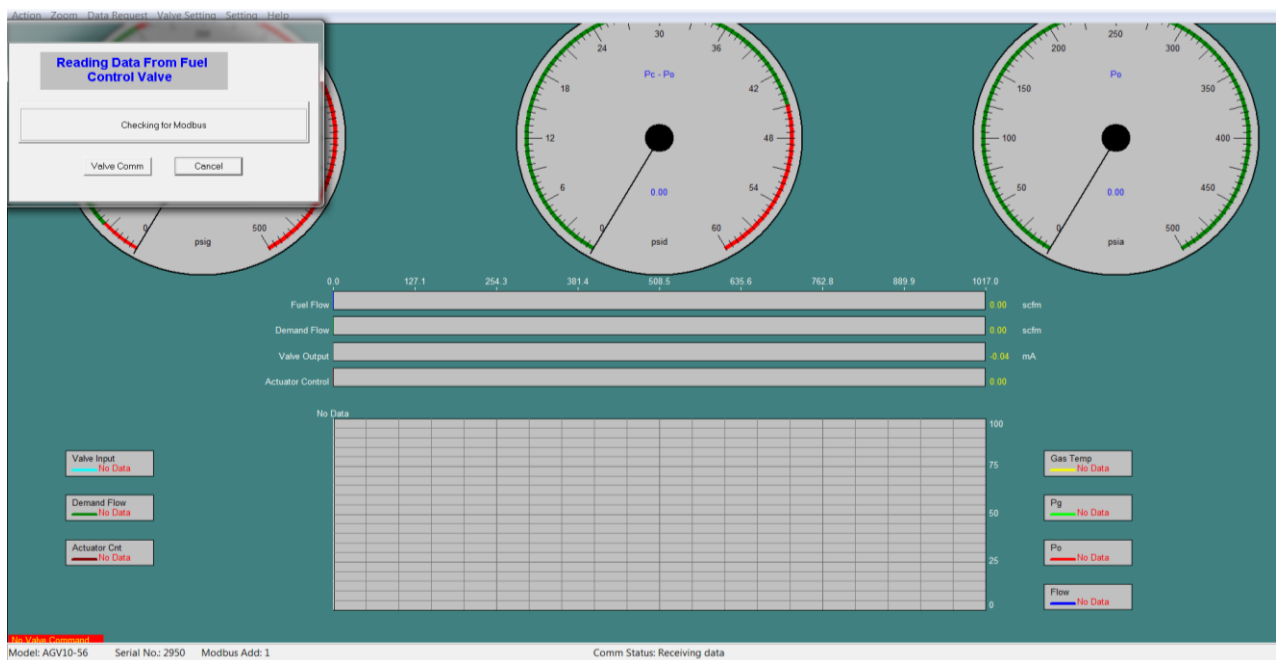 Action Zoom Data Request Valve Setting Setting Help
Reading Data From Fuel
Control Valve
Checking for Modbus
Valve Comm Cancel
0 500
psig
24 30 36
Pc - Po
18 42
12 48
6 0.00 54
0 60
psid
200 250 300
Po
150 350
100 400
50 0.00 450
0 500
psia
0.0 127.1 254.3 381.4 508.5 635.6 762.8 889.9 1017.0
Fuel Flow 0.00 scfm
Demand Flow 0.00 scfm
Valve Output -0.04 mA
Actuator Control 0.00
No Data
100
75
50
25
0
Valve Input
No Data
Demand Flow
No Data
Actuator Cnt
No Data
Gas Temp
No Data
Pg
No Data
Po
No Data
Flow
No Data
No Valve Command
Model: AGV10-56 Serial No.: 2950 Modbus Add: 1 Comm Status: Receiving data